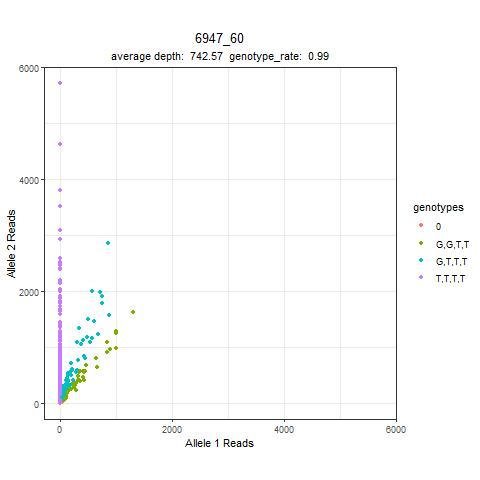 6947_60
average depth:  742.57  genotype_rate:  0.99
6000
4000
2000
0
Allele 2 Reads
0
2000
4000
6000
Allele 1 Reads
genotypes
0
G,G,T,T
G,T,T,T
T,T,T,T